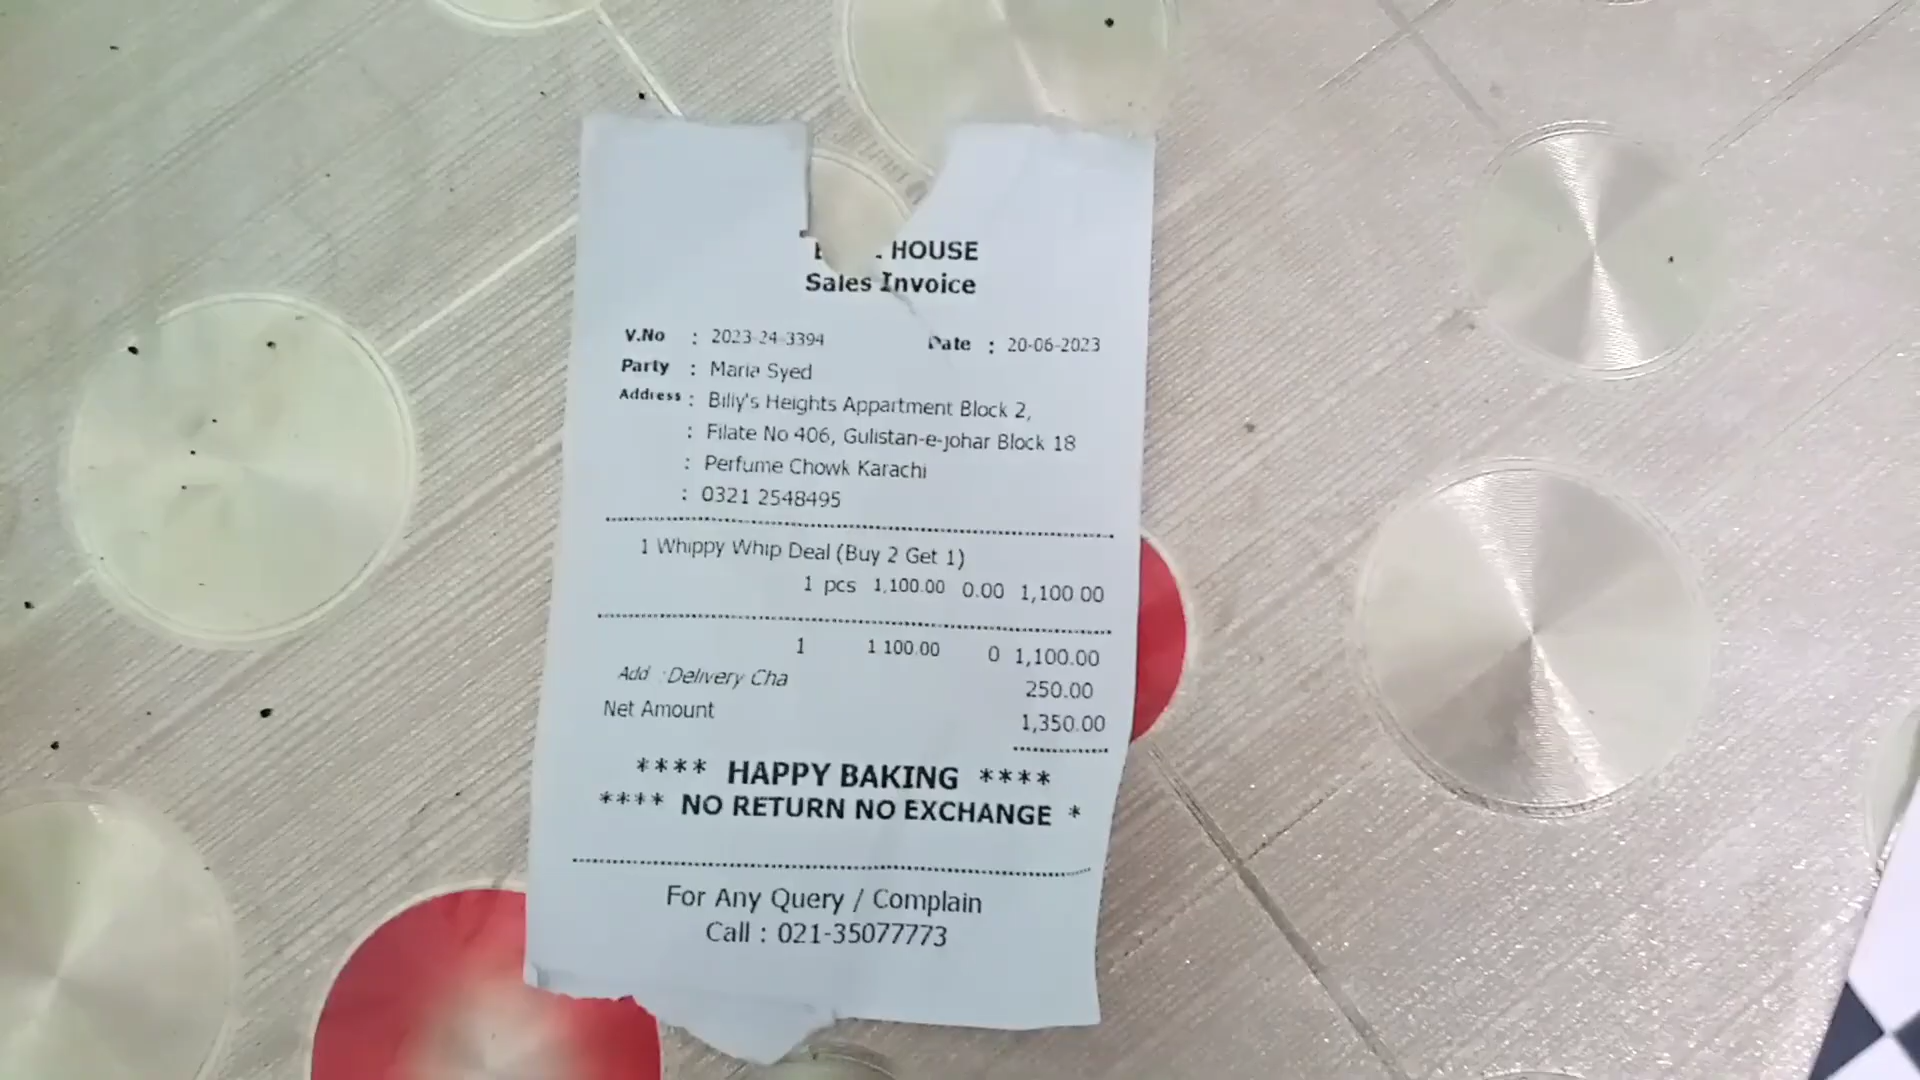 HOUSE
Sales Invoice
V.No : 2023-24-3394 Date : 20-06-2023
Party : Maria Syed
Address : Billy's Heights Appartment Block 2,
: Filate No 406, Gulistan-e-johar Block 18
: Perfume Chowk Karachi
: 0321 2548495
1 Whippy Whip Deal (Buy 2 Get 1)
1 pcs 1,100.00 0.00 1,100.00
1 1,100.00 0 1,100.00
Add :Delivery Cha 250.00
Net Amount 1,350.00
**** HAPPY BAKING ****
**** NO RETURN NO EXCHANGE *
For Any Query / Complain
Call : 021-35077773